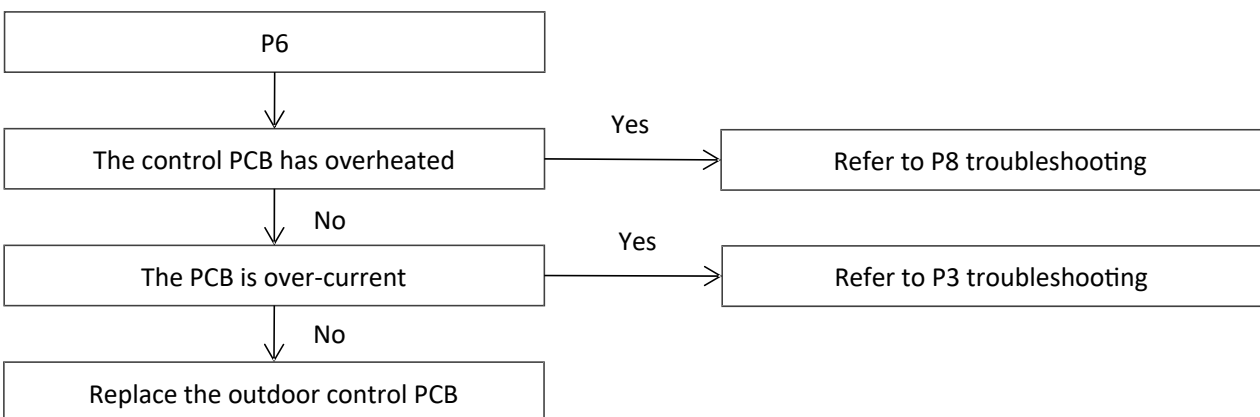 P6
Yes
The control PCB has overheated
Refer to P8 troubleshooting
No
Yes
The PCB is over-current
Refer to P3 troubleshooting
No
Replace the outdoor control PCB